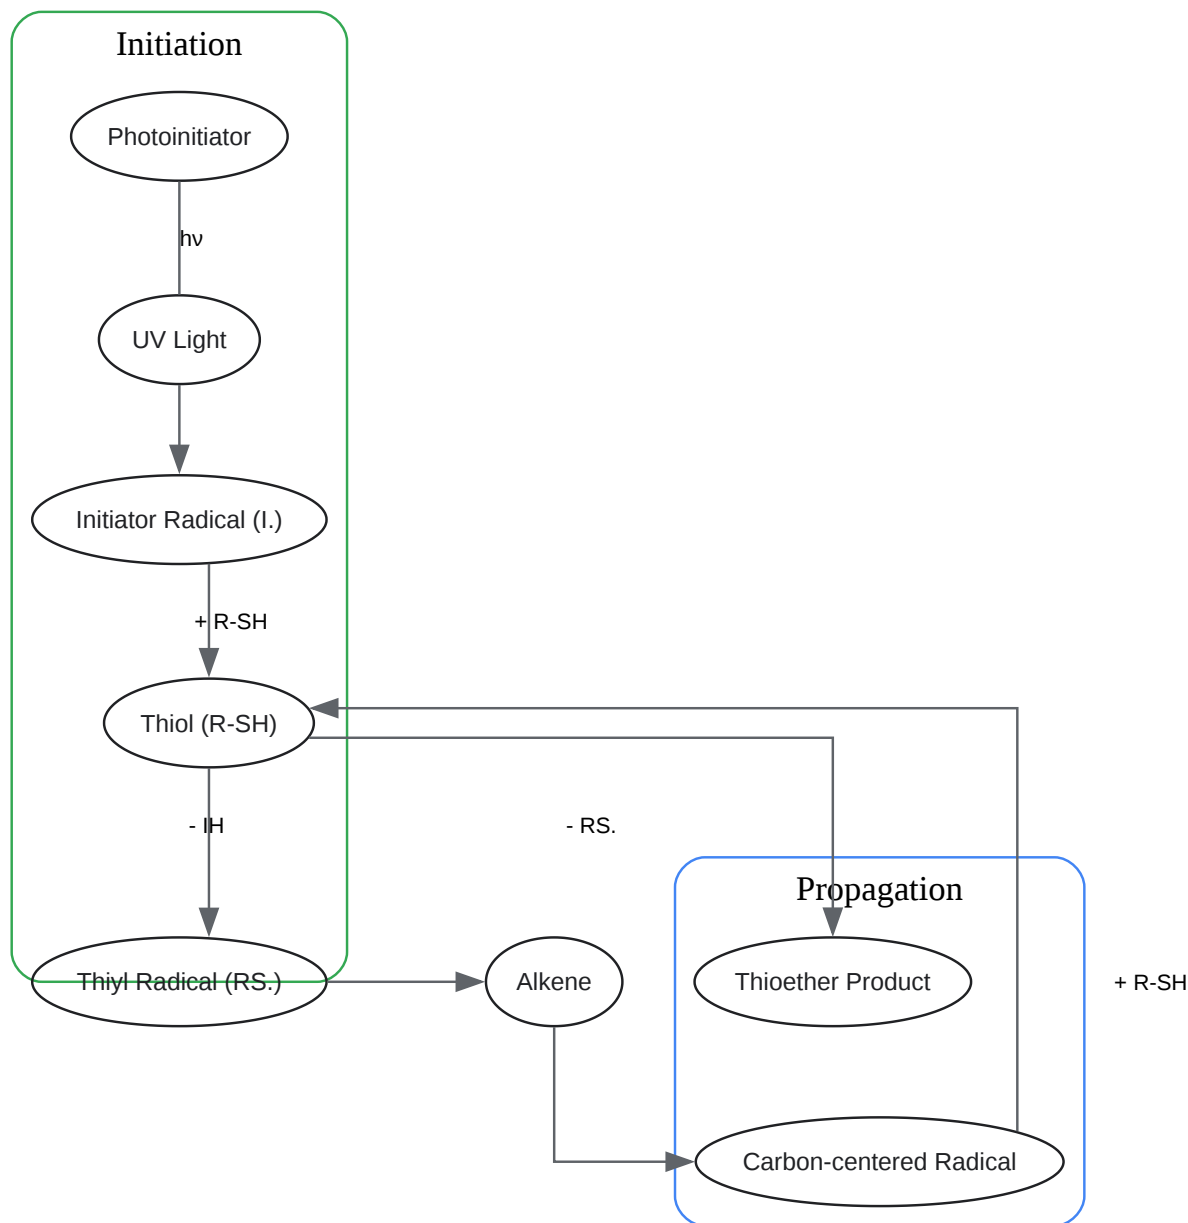 Initiation
Photoinitiator
hν
UV Light
Initiator Radical (I.)
+ R-SH
Thiol (R-SH)
- IH
- RS.
Propagation
Thiyl Radical (RS.)
Alkene
Thioether Product
+ R-SH
Carbon-centered Radical